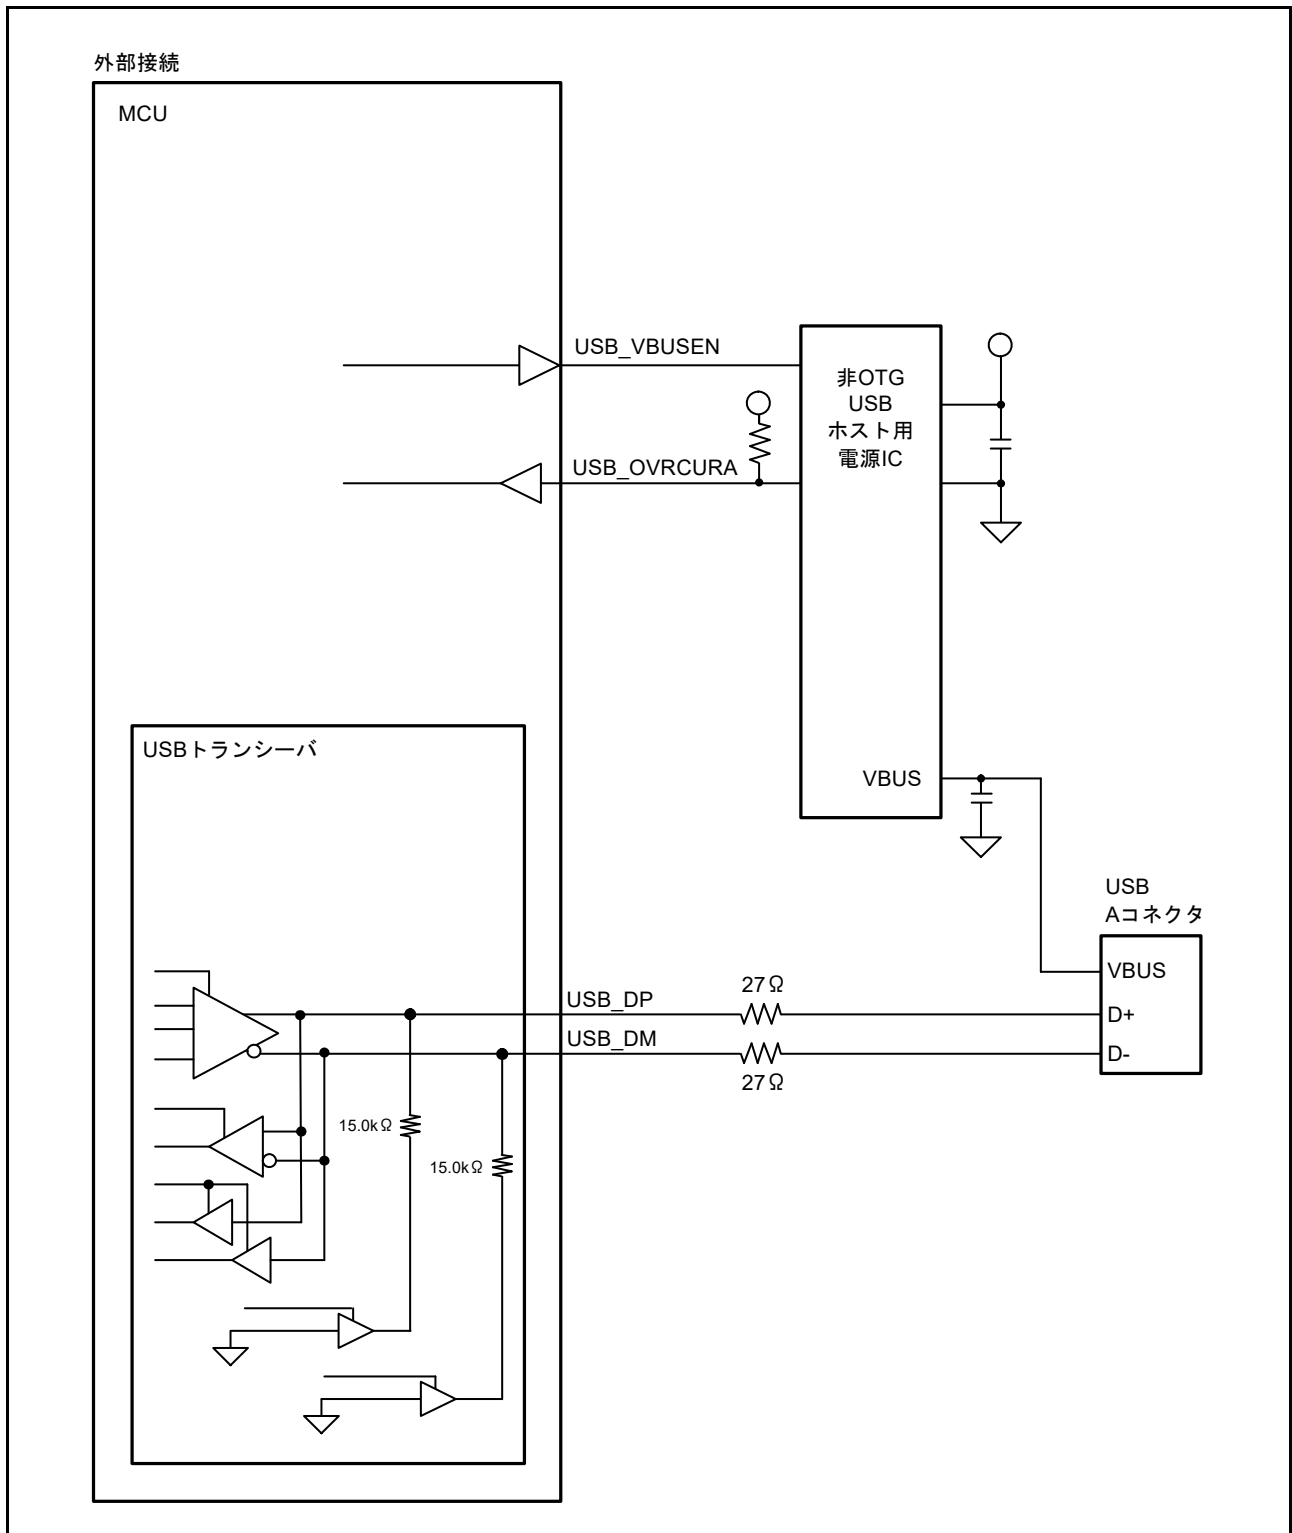 外部接続
MCU
USB_VBUSEN
非OTG
USB
ホスト用
電源IC
USB_OVRCURA
USBトランシーバ
VBUS
USB
Aコネクタ
VBUS
27Ω
USB_DP
D+
USB_DM
D-
27Ω
15.0kΩ
15.0kΩ